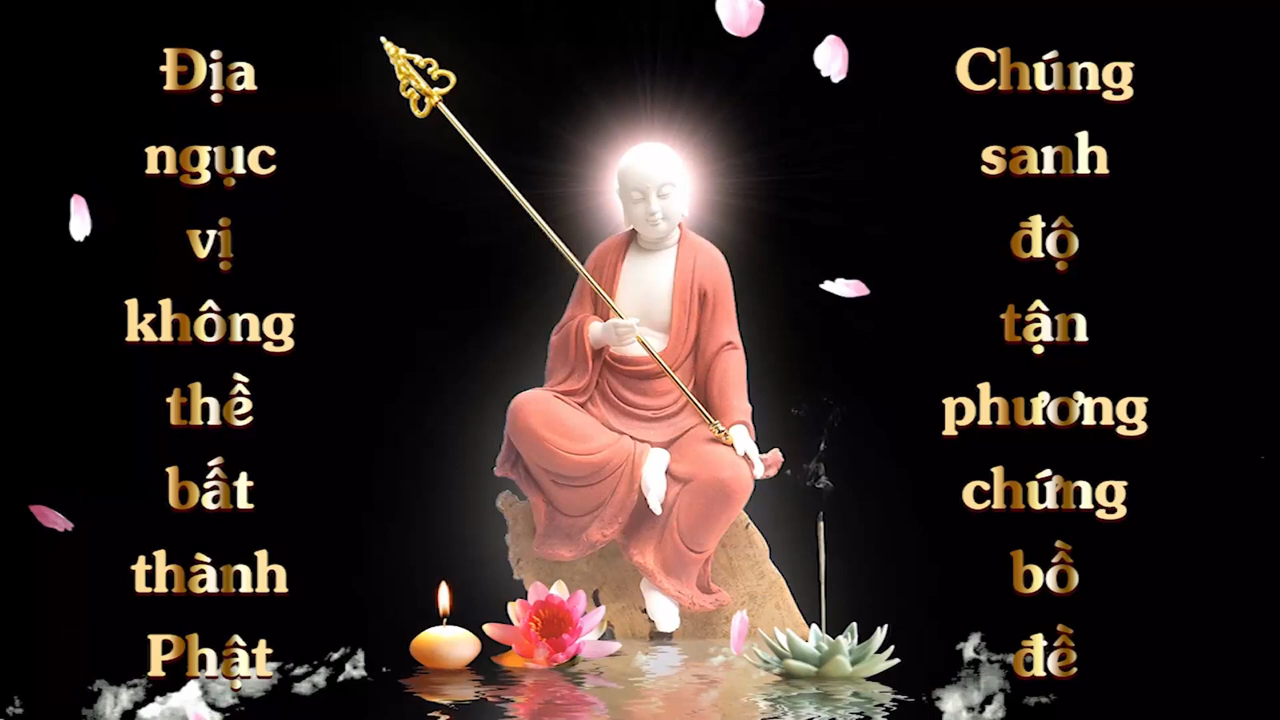 Địa
ngục
vị
không
thề
bất
thành
Phật
Chúng
sanh
độ
tận
phương
chứng
bồ
đề